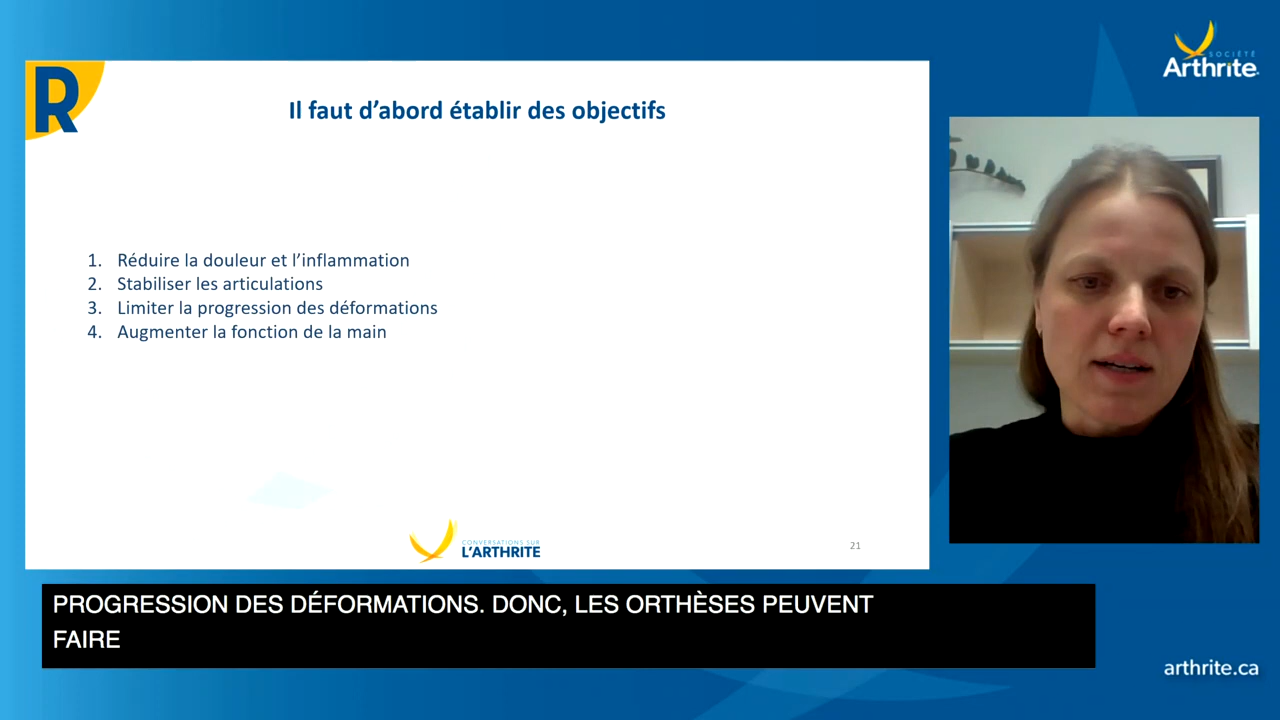 R
Il faut d’abord établir des objectifs
1. Réduire la douleur et l’inflammation
2. Stabiliser les articulations
3. Limiter la progression des déformations
4. Augmenter la fonction de la main
CONVERSATIONS SUR
L’ARTHRITE
21
SOCIÉTÉ
Arthrite
PROGRESSION DES DÉFORMATIONS. DONC, LES ORTHÈSES PEUVENT
FAIRE
arthrite.ca